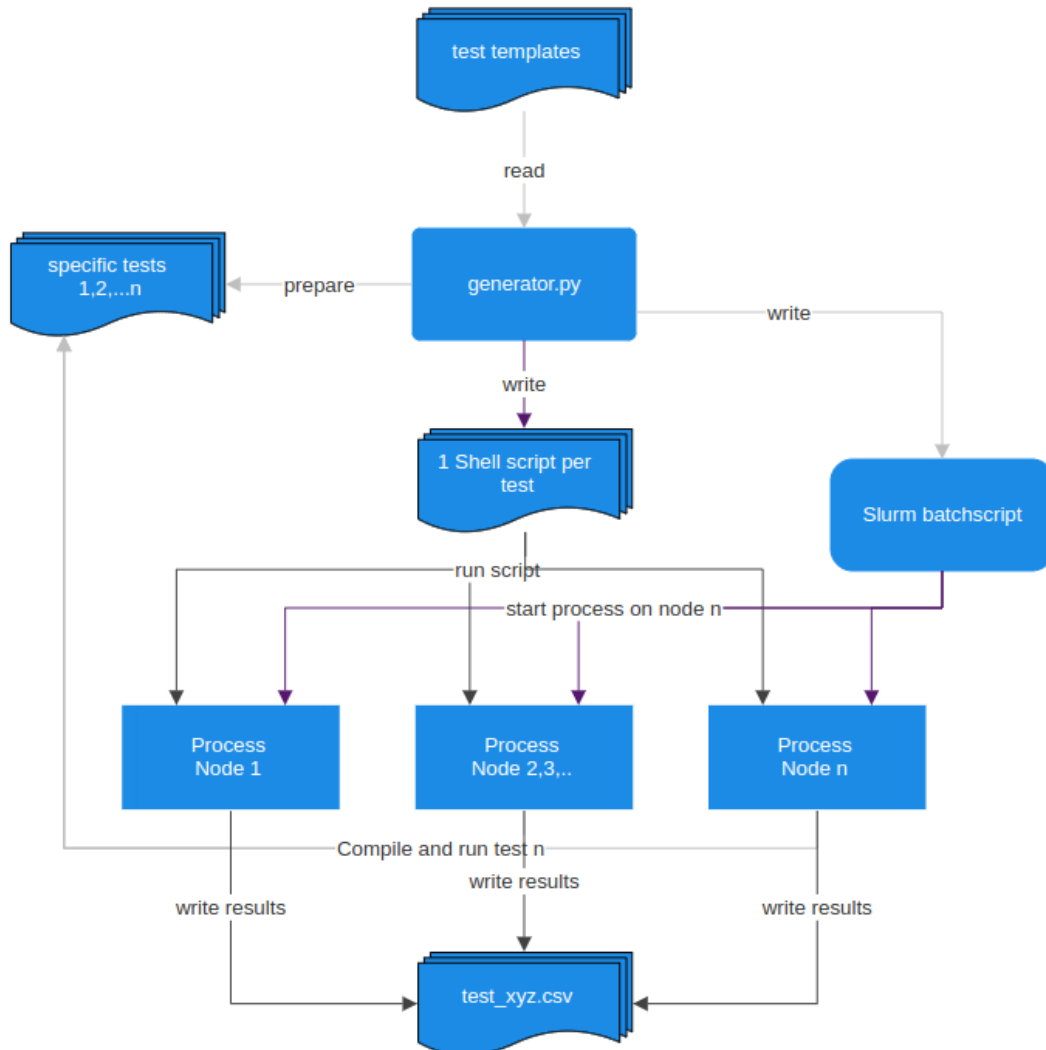 test templates
read
specific tests
1,2,...n
prepare
generator.py
write
write
1 Shell script per
test
Slurm batchscript
run script
start process on node n
Process
Node 1
Process
Node 2,3,..
Process
Node n
Compile and run test n
write results
write results
write results
test_xyz.csv